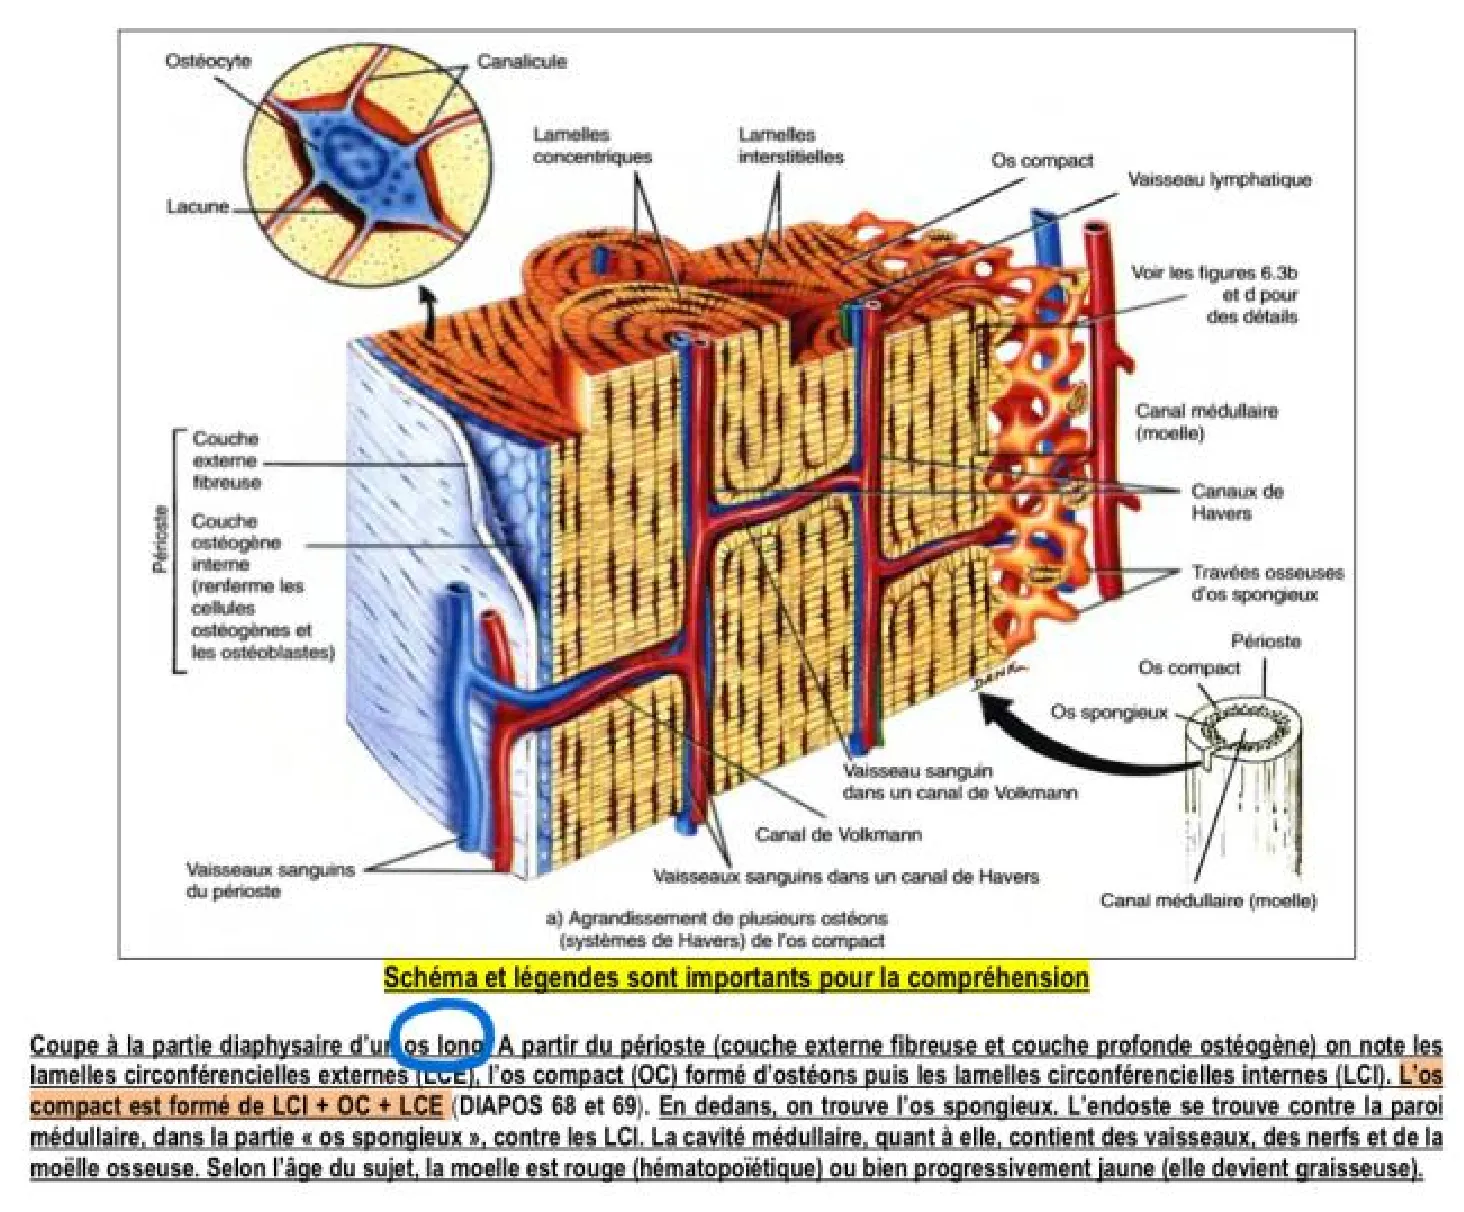 Ostéocyte
Canalicule
Lacune
Lamelles
concentriques
Lamelles
interstitielles
Os compact
Vaisseau lymphatique
Voir les figures 6.3b
et d pour
des détails
Canal médullaire
(moelle)
Canaux de
Havers
Travées osseuses
d'os spongieux
Périoste
Couche
externe
fibreuse
Couche
ostéogène
interne
(renferme les
cellules
ostéogènes et
les ostéoblastes)
Périoste
Os compact
Os spongieux
Canal médullaire (moelle)
Vaisseau sanguin
dans un canal de Volkmann
Canal de Volkmann
Vaisseaux sanguins dans un canal de Havers
Vaisseaux sanguins
du périoste
a) Agrandissement de plusieurs ostéons
(systèmes de Havers) de l'os compact
Schéma et légendes sont importants pour la compréhension
Coupe à la partie diaphysaire d'un os long A partir du périoste (couche externe fibreuse et couche profonde ostéogène) on note les
lamelles circonférencielles externes (LCE), l'os compact (OC) formé d'ostéons puis les lamelles circonférencielles internes (LCI). L'os
compact est formé de LCI + OC + LCE (DIAPOS 68 et 69). En dedans, on trouve l'os spongieux. L'endoste se trouve contre la paroi
médullaire, dans la partie « os spongieux », contre les LCI. La cavité médullaire, quant à elle, contient des vaisseaux, des nerfs et de la
moëlle osseuse. Selon l'âge du sujet, la moelle est rouge (hématopoïétique) ou bien progressivement jaune (elle devient graisseuse).